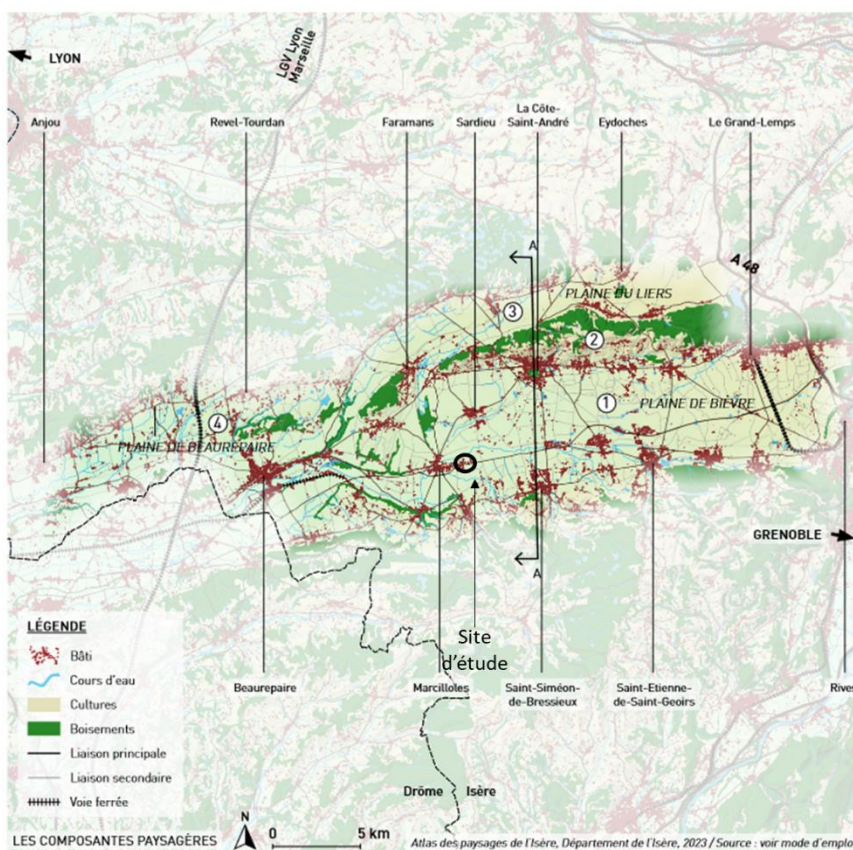 LYON
LGV Lyon
Marseille
Anjou
Revel-Tourdan
Faramans
Sardieu
La Côte-
Saint-André
Eydoches
Le Grand-Lemps
A
A 48
PLAINE DU LIERS
3
2
1
PLAINE DE BIÈVRE
4
PLAINE DE BEAUREPAIRE
GRENOBLE
A
LÉGENDE
Bâti
Cours d'eau
Cultures
Boisements
Liaison principale
Liaison secondaire
Voie ferrée
Site
d'étude
Beaurepaire
Marcilloles
Saint-Siméon-
de-Bressieux
Saint-Etienne-
de-Saint-Geoirs
Rives
Drôme
Isère
LES COMPOSANTES PAYSAGÈRES
N
0
5 km
Atlas des paysages de l'Isère, Département de l'Isère, 2023 / Source : voir mode d'emplo